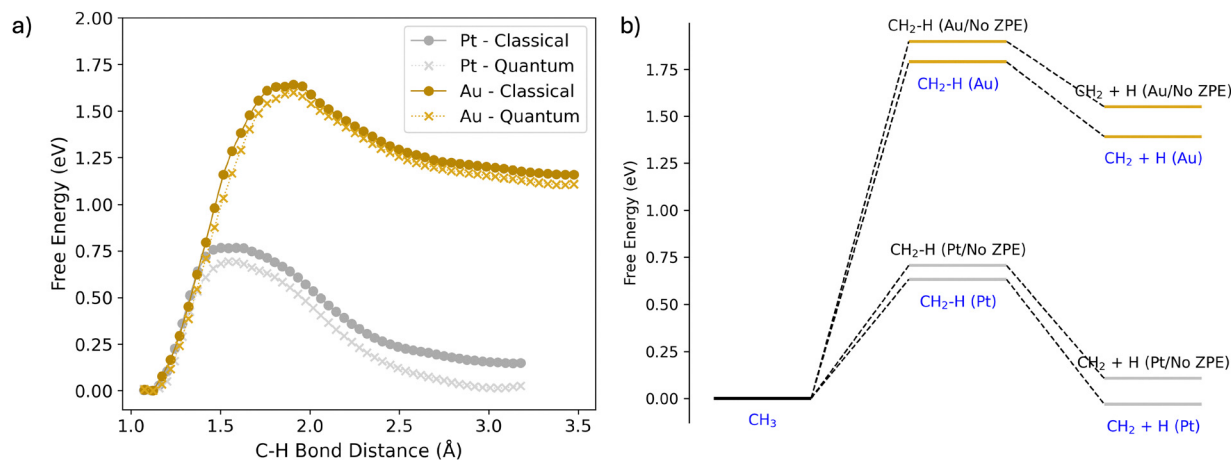 a)
Free Energy (eV)
2.00
1.75
1.50
1.25
1.00
0.75
0.50
0.25
0.00
1.0 1.5 2.0 2.5 3.0 3.5
C-H Bond Distance (Å)
Pt - Classical
Pt - Quantum
Au - Classical
Au - Quantum
b)
Free Energy (eV)
1.75
1.50
1.25
1.00
0.75
0.50
0.25
0.00
CH₂-H (Au/No ZPE)
CH₂-H (Au)
CH₂ + H (Au/No ZPE)
CH₂ + H (Au)
CH₂-H (Pt/No ZPE)
CH₂-H (Pt)
CH₂ + H (Pt/No ZPE)
CH₃
CH₂ + H (Pt)